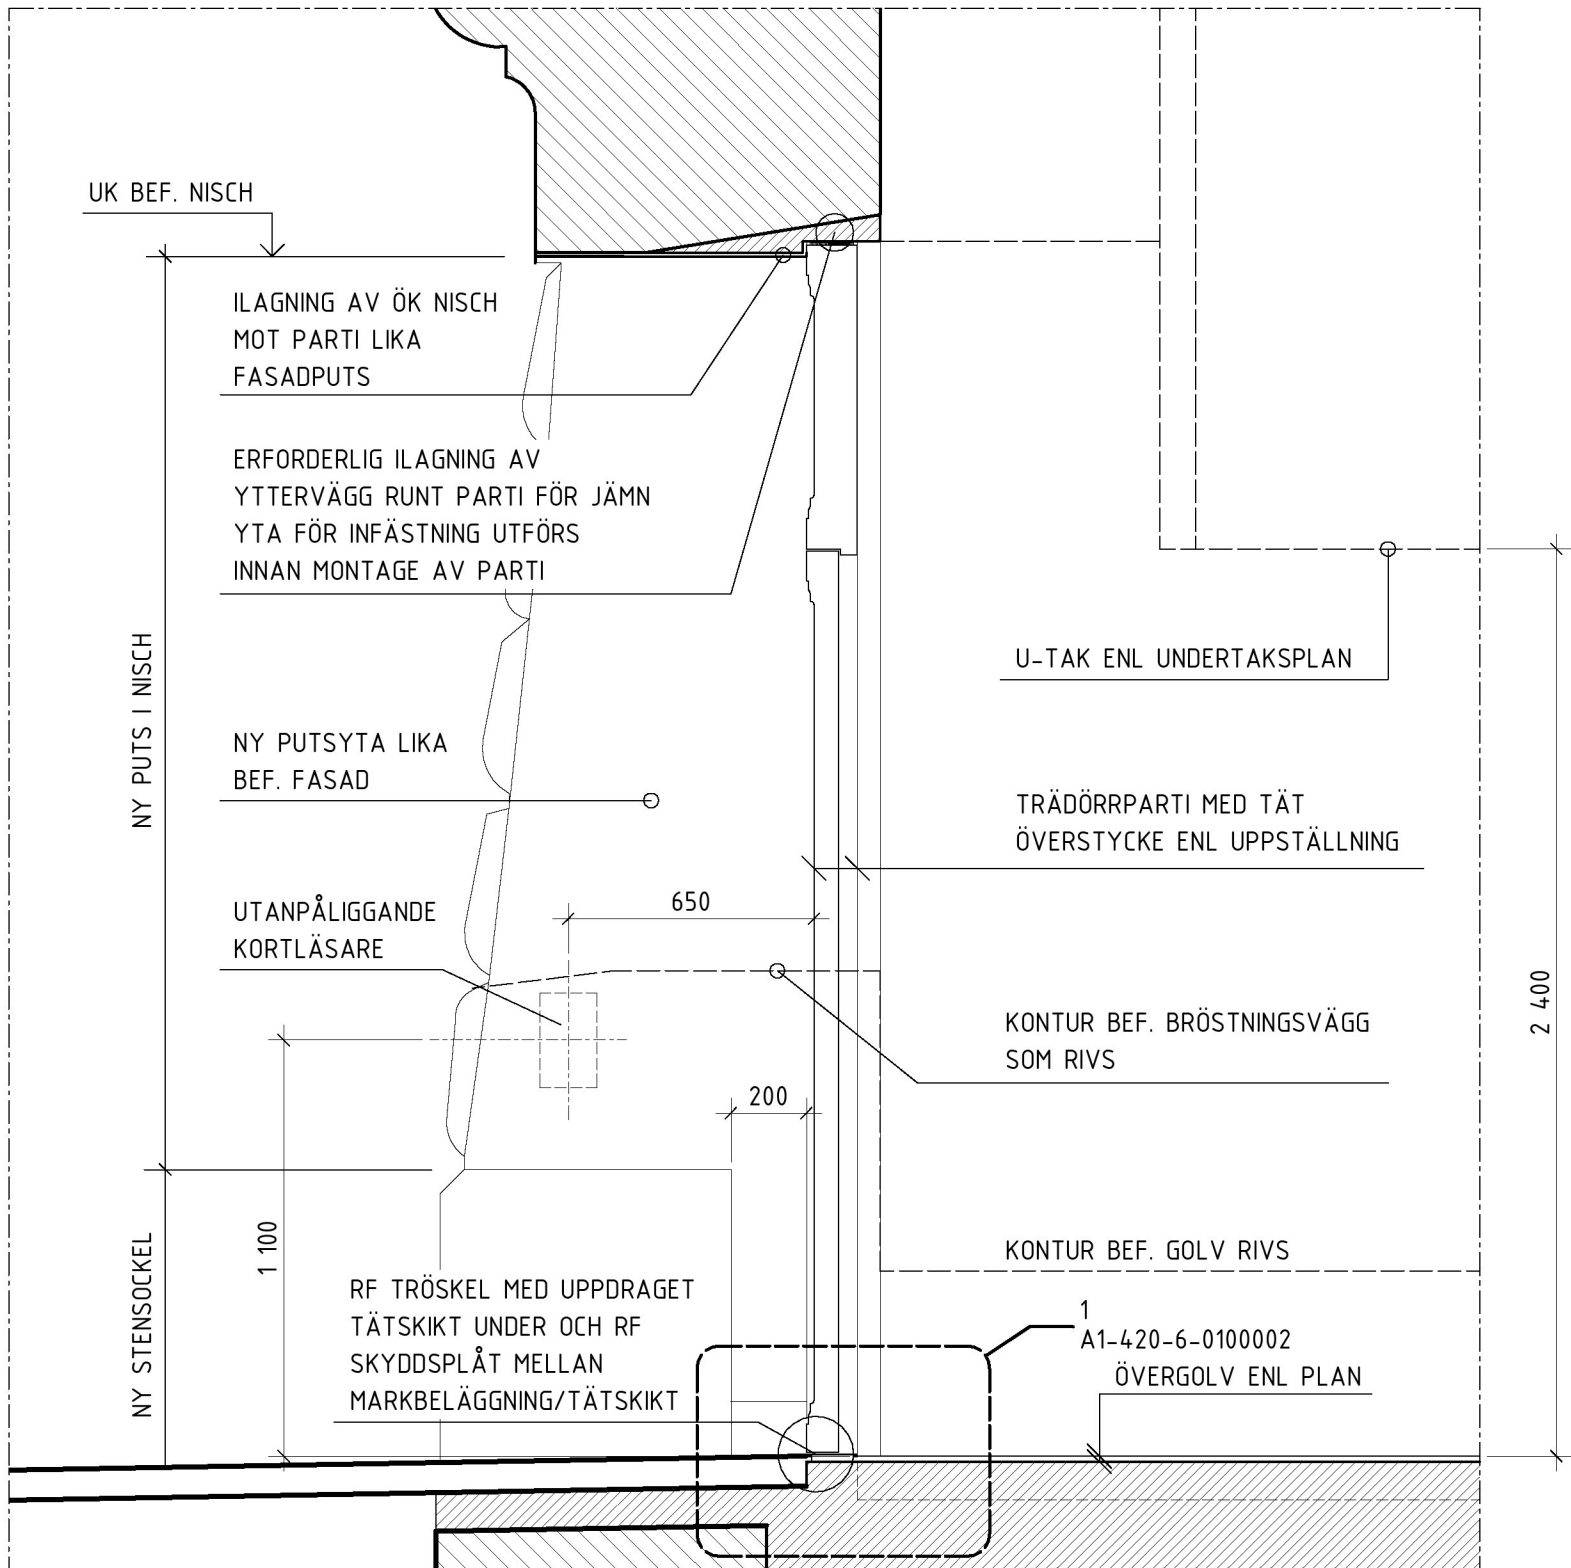 UK BEF. NISCH
ILAGNING AV ÖK NISCH
MOT PARTI LIKA
FASADPUTS
ERFORDERLIG ILAGNING AV
YTTERVÄGG RUNT PARTI FÖR JÄMN
YTA FÖR INFÄSTNING UTFÖRS
INNAN MONTAGE AV PARTI
NY PUTS I NISCH
U-TAK ENL UNDERTAKSPLAN
NY PUTSYTA LIKA
BEF. FASAD
TRÄDÖRRPARTI MED TÄT
ÖVERSTYCKE ENL UPPSTÄLLNING
650
UTANPÅLIGGANDE
KORTLÄSARE
2 400
KONTUR BEF. BRÖSTNINGSVÄGG
SOM RIVS
200
1 100
NY STENSOCKEL
KONTUR BEF. GOLV RIVS
RF TRÖSKEL MED UPPDRAGET
TÄTSKIKT UNDER OCH RF
SKYDDSPLÅT MELLAN
MARKBELÄGGNING/TÄTSKIKT
1
A1-420-6-0100002
ÖVERGOLV ENL PLAN